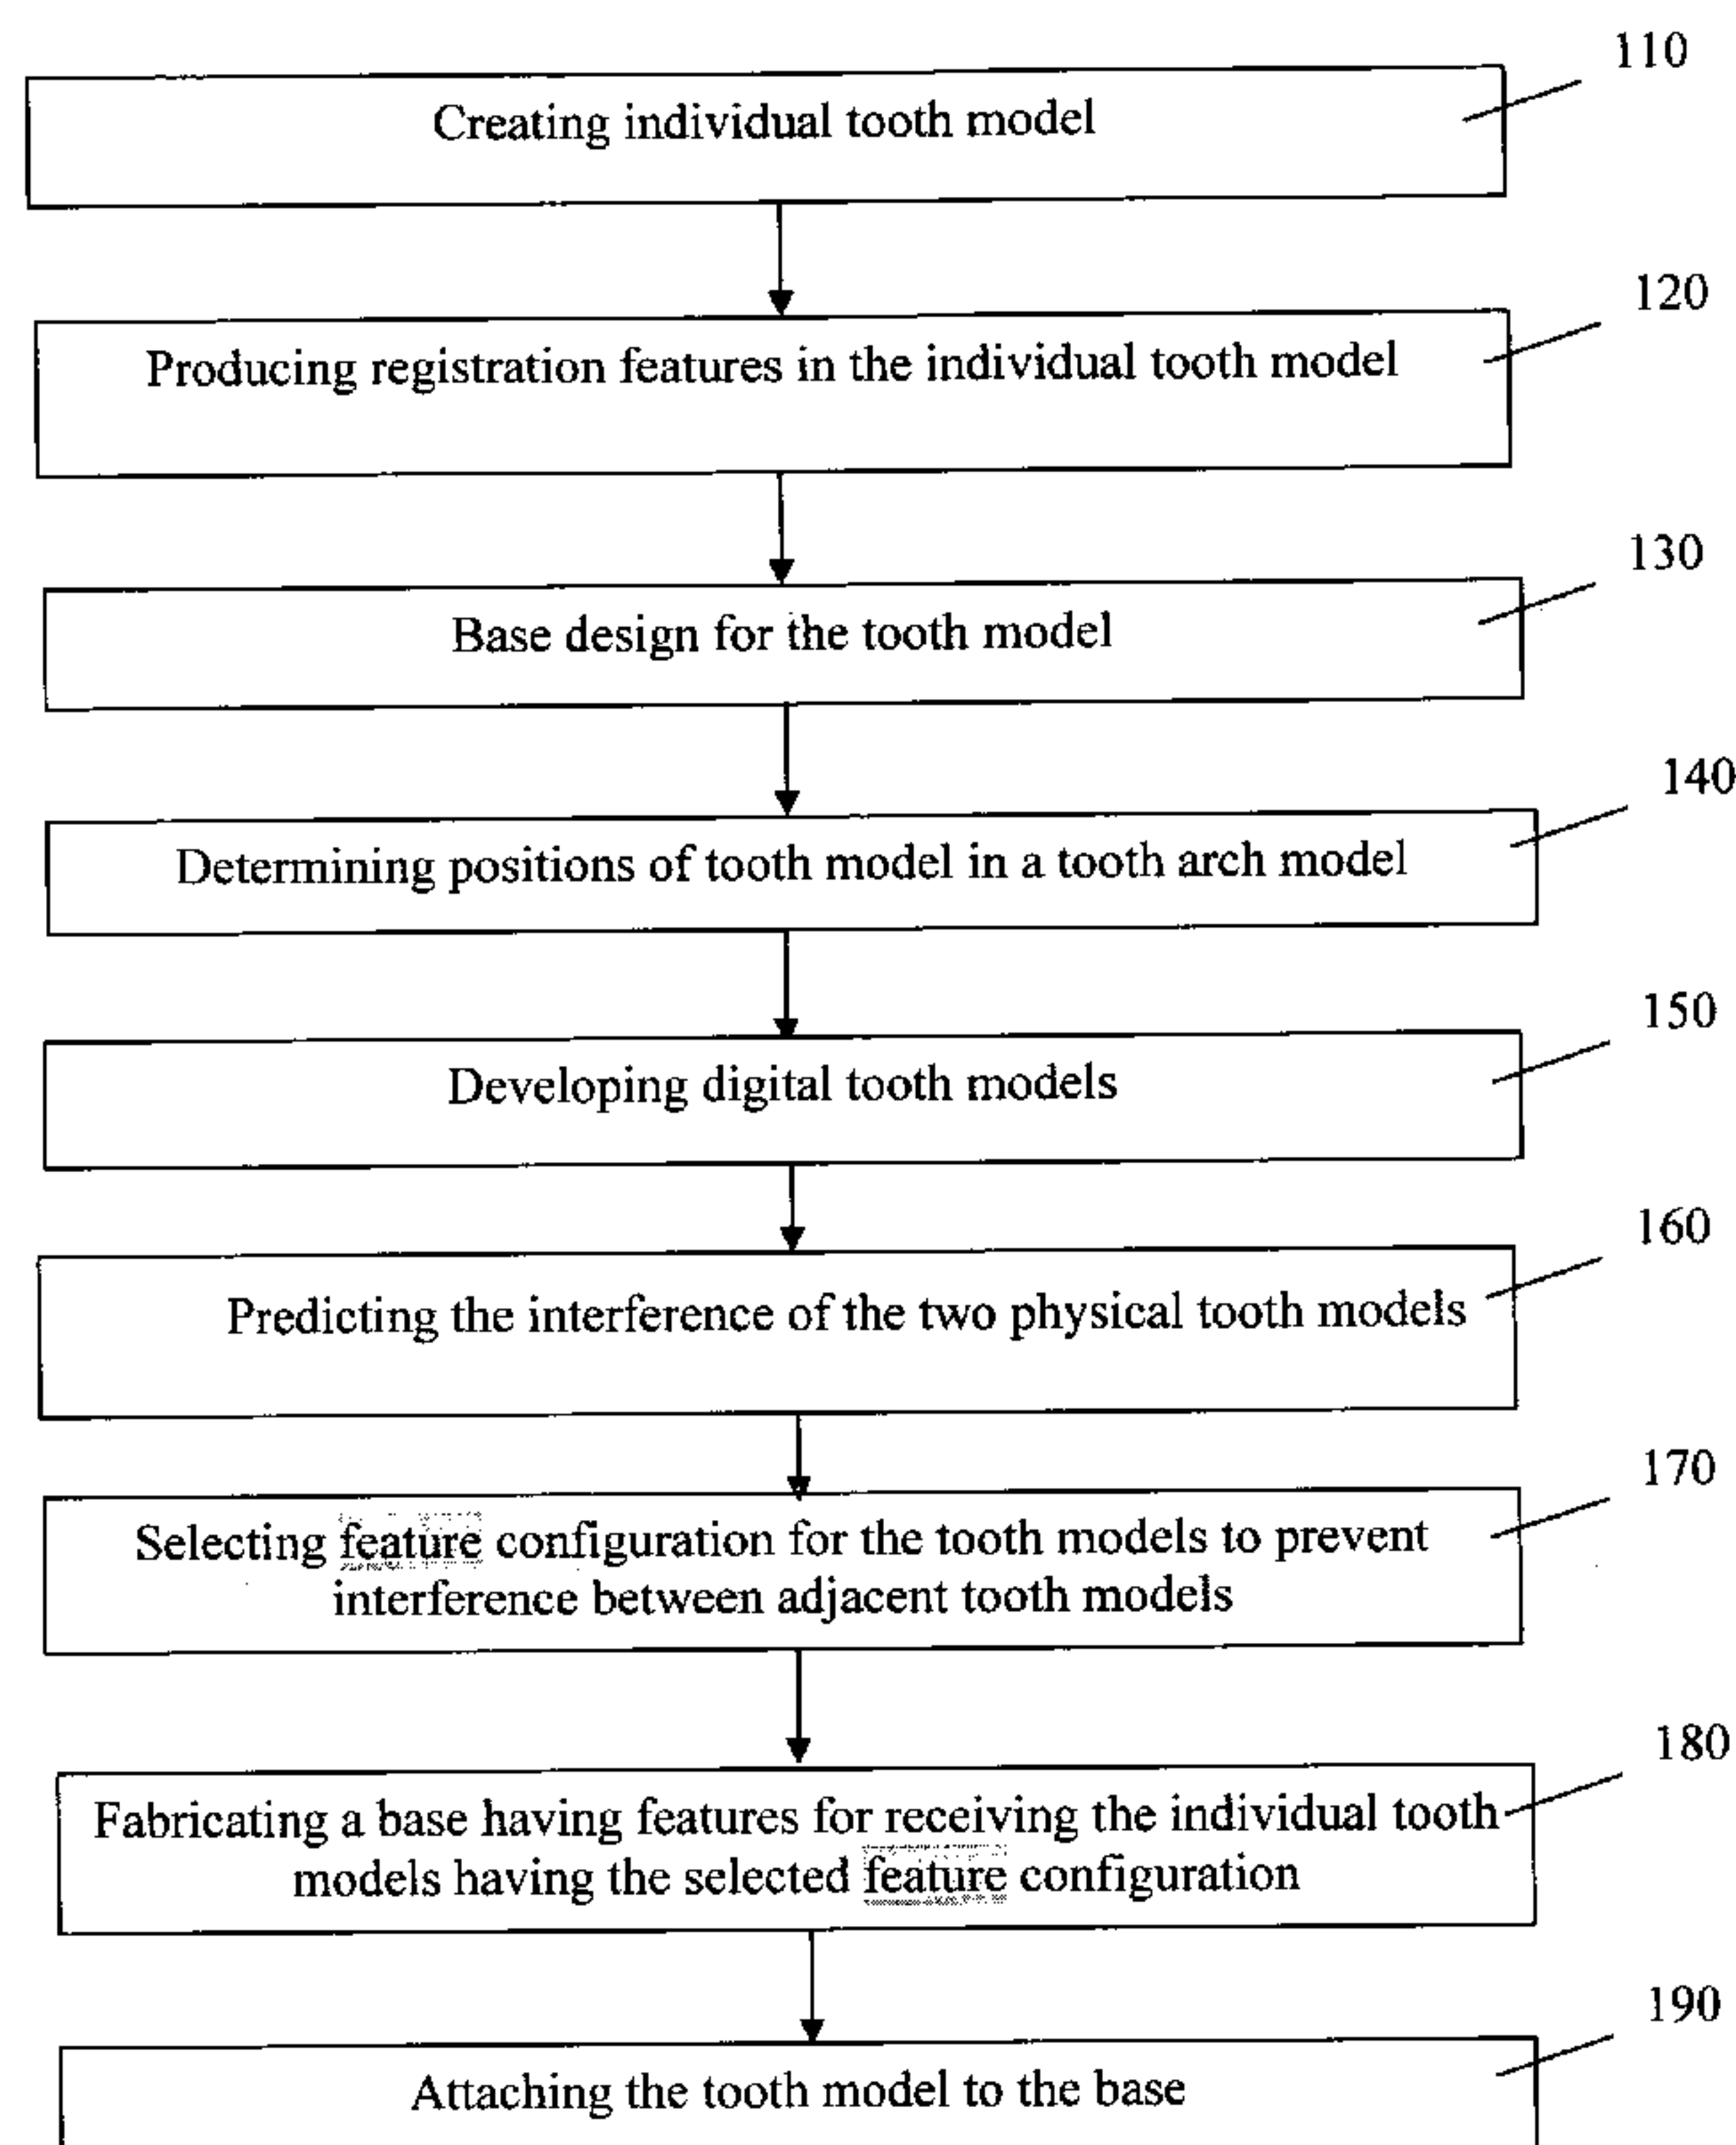 110
Creating individual tooth model
120
Producing registration features in the individual tooth model
130
Base design for the tooth model
140
Determining positions of tooth model in a tooth arch model
150
Developing digital tooth models
160
Predicting the interference of the two physical tooth models
170
Selecting feature configuration for the tooth models to prevent
interference between adjacent tooth models
180
Fabricating a base having features for receiving the individual tooth
models having the selected feature configuration
190
Attaching the tooth model to the base